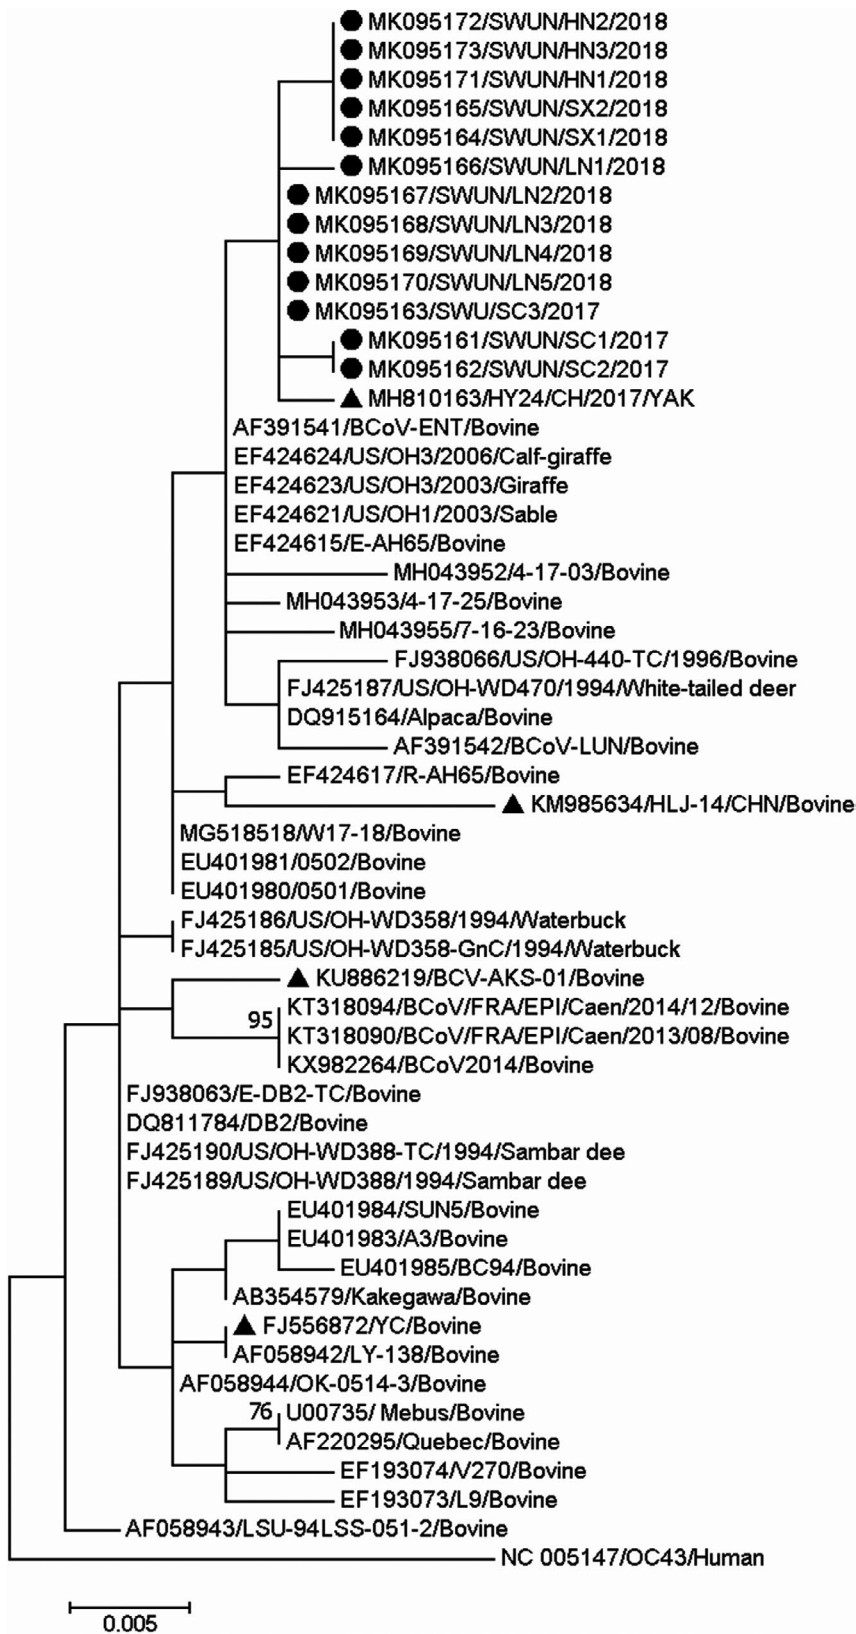 MK095172/SWUN/HN2/2018
MK095173/SWUN/HN3/2018
MK095171/SWUN/HN1/2018
MK095165/SWUN/SX2/2018
MK095164/SWUN/SX1/2018
MK095166/SWUN/LN1/2018
MK095167/SWUN/LN2/2018
MK095168/SWUN/LN3/2018
MK095169/SWUN/LN4/2018
MK095170/SWUN/LN5/2018
MK095163/SWU/SC3/2017
MK095161/SWUN/SC1/2017
MK095162/SWUN/SC2/2017
MH810163/HY24/CH/2017/YAK
AF391541/BCoV-ENT/Bovine
EF424624/US/OH3/2006/Calf-giraffe
EF424623/US/OH3/2003/Giraffe
EF424621/US/OH1/2003/Sable
EF424615/E-AH65/Bovine
MH043952/4-17-03/Bovine
MH043953/4-17-25/Bovine
MH043955/7-16-23/Bovine
FJ938066/US/OH-440-TC/1996/Bovine
FJ425187/US/OH-WD470/1994/White-tailed deer
DQ915164/Alpaca/Bovine
AF391542/BCoV-LUN/Bovine
EF424617/R-AH65/Bovine
KM985634/HLJ-14/CHN/Bovine
MG518518/W17-18/Bovine
EU401981/0502/Bovine
EU401980/0501/Bovine
FJ425186/US/OH-WD358/1994/Waterbuck
FJ425185/US/OH-WD358-GnC/1994/Waterbuck
KU886219/BCV-AKS-01/Bovine
KT318094/BCoV/FRA/EPI/Caen/2014/12/Bovine
95
KT318090/BCoV/FRA/EPI/Caen/2013/08/Bovine
KX982264/BCoV2014/Bovine
FJ938063/E-DB2-TC/Bovine
DQ811784/DB2/Bovine
FJ425190/US/OH-WD388-TC/1994/Sambar dee
FJ425189/US/OH-WD388/1994/Sambar dee
EU401984/SUN5/Bovine
EU401983/A3/Bovine
EU401985/BC94/Bovine
AB354579/Kakegawa/Bovine
FJ556872/YC/Bovine
AF058942/LY-138/Bovine
AF058944/OK-0514-3/Bovine
76 U00735/ Mebus/Bovine
AF220295/Quebec/Bovine
EF193074/V270/Bovine
EF193073/L9/Bovine
AF058943/LSU-94LSS-051-2/Bovine
NC 005147/OC43/Human
0.005